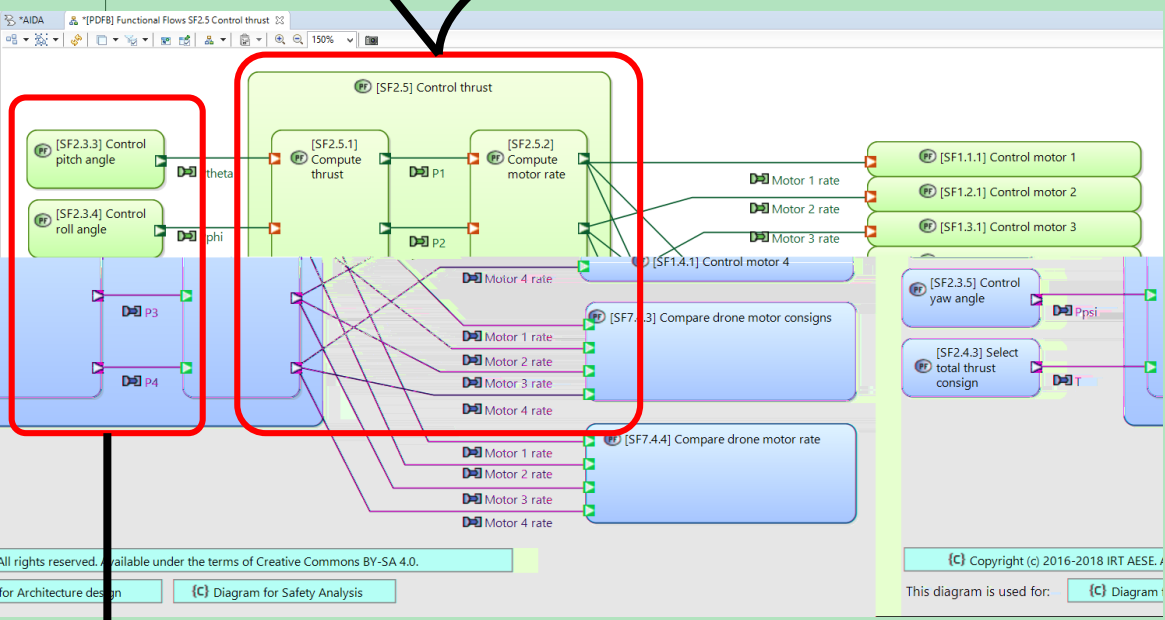 *AIDA
*[PDFB] Functional Flows SF2.5 Control thrust
150%
[SF2.5] Control thrust
[SF2.3.3] Control
pitch angle
theta
[SF2.5.1]
Compute
thrust
P1
[SF2.5.2]
Compute
motor rate
[SF1.1.1] Control motor 1
Motor 1 rate
[SF1.2.1] Control motor 2
Motor 2 rate
[SF2.3.4] Control
roll angle
phi
P2
[SF1.3.1] Control motor 3
Motor 3 rate
[SF1.4.1] Control motor 4
Motor 4 rate
[SF2.3.5] Control
yaw angle
Ppsi
P3
Compare drone motor consigns
Motor 1 rate
Motor 2 rate
Motor 3 rate
Motor 4 rate
[SF2.4.3] Select
total thrust
consign
T
P4
[SF7.4.4] Compare drone motor rate
Motor 1 rate
Motor 2 rate
Motor 3 rate
Motor 4 rate
All rights reserved. Available under the terms of Creative Commons BY-SA 4.0.
{C} Copyright (c) 2016-2018 IRT AESE.
for Architecture design
{C} Diagram for Safety Analysis
This diagram is used for:
{C} Diagram